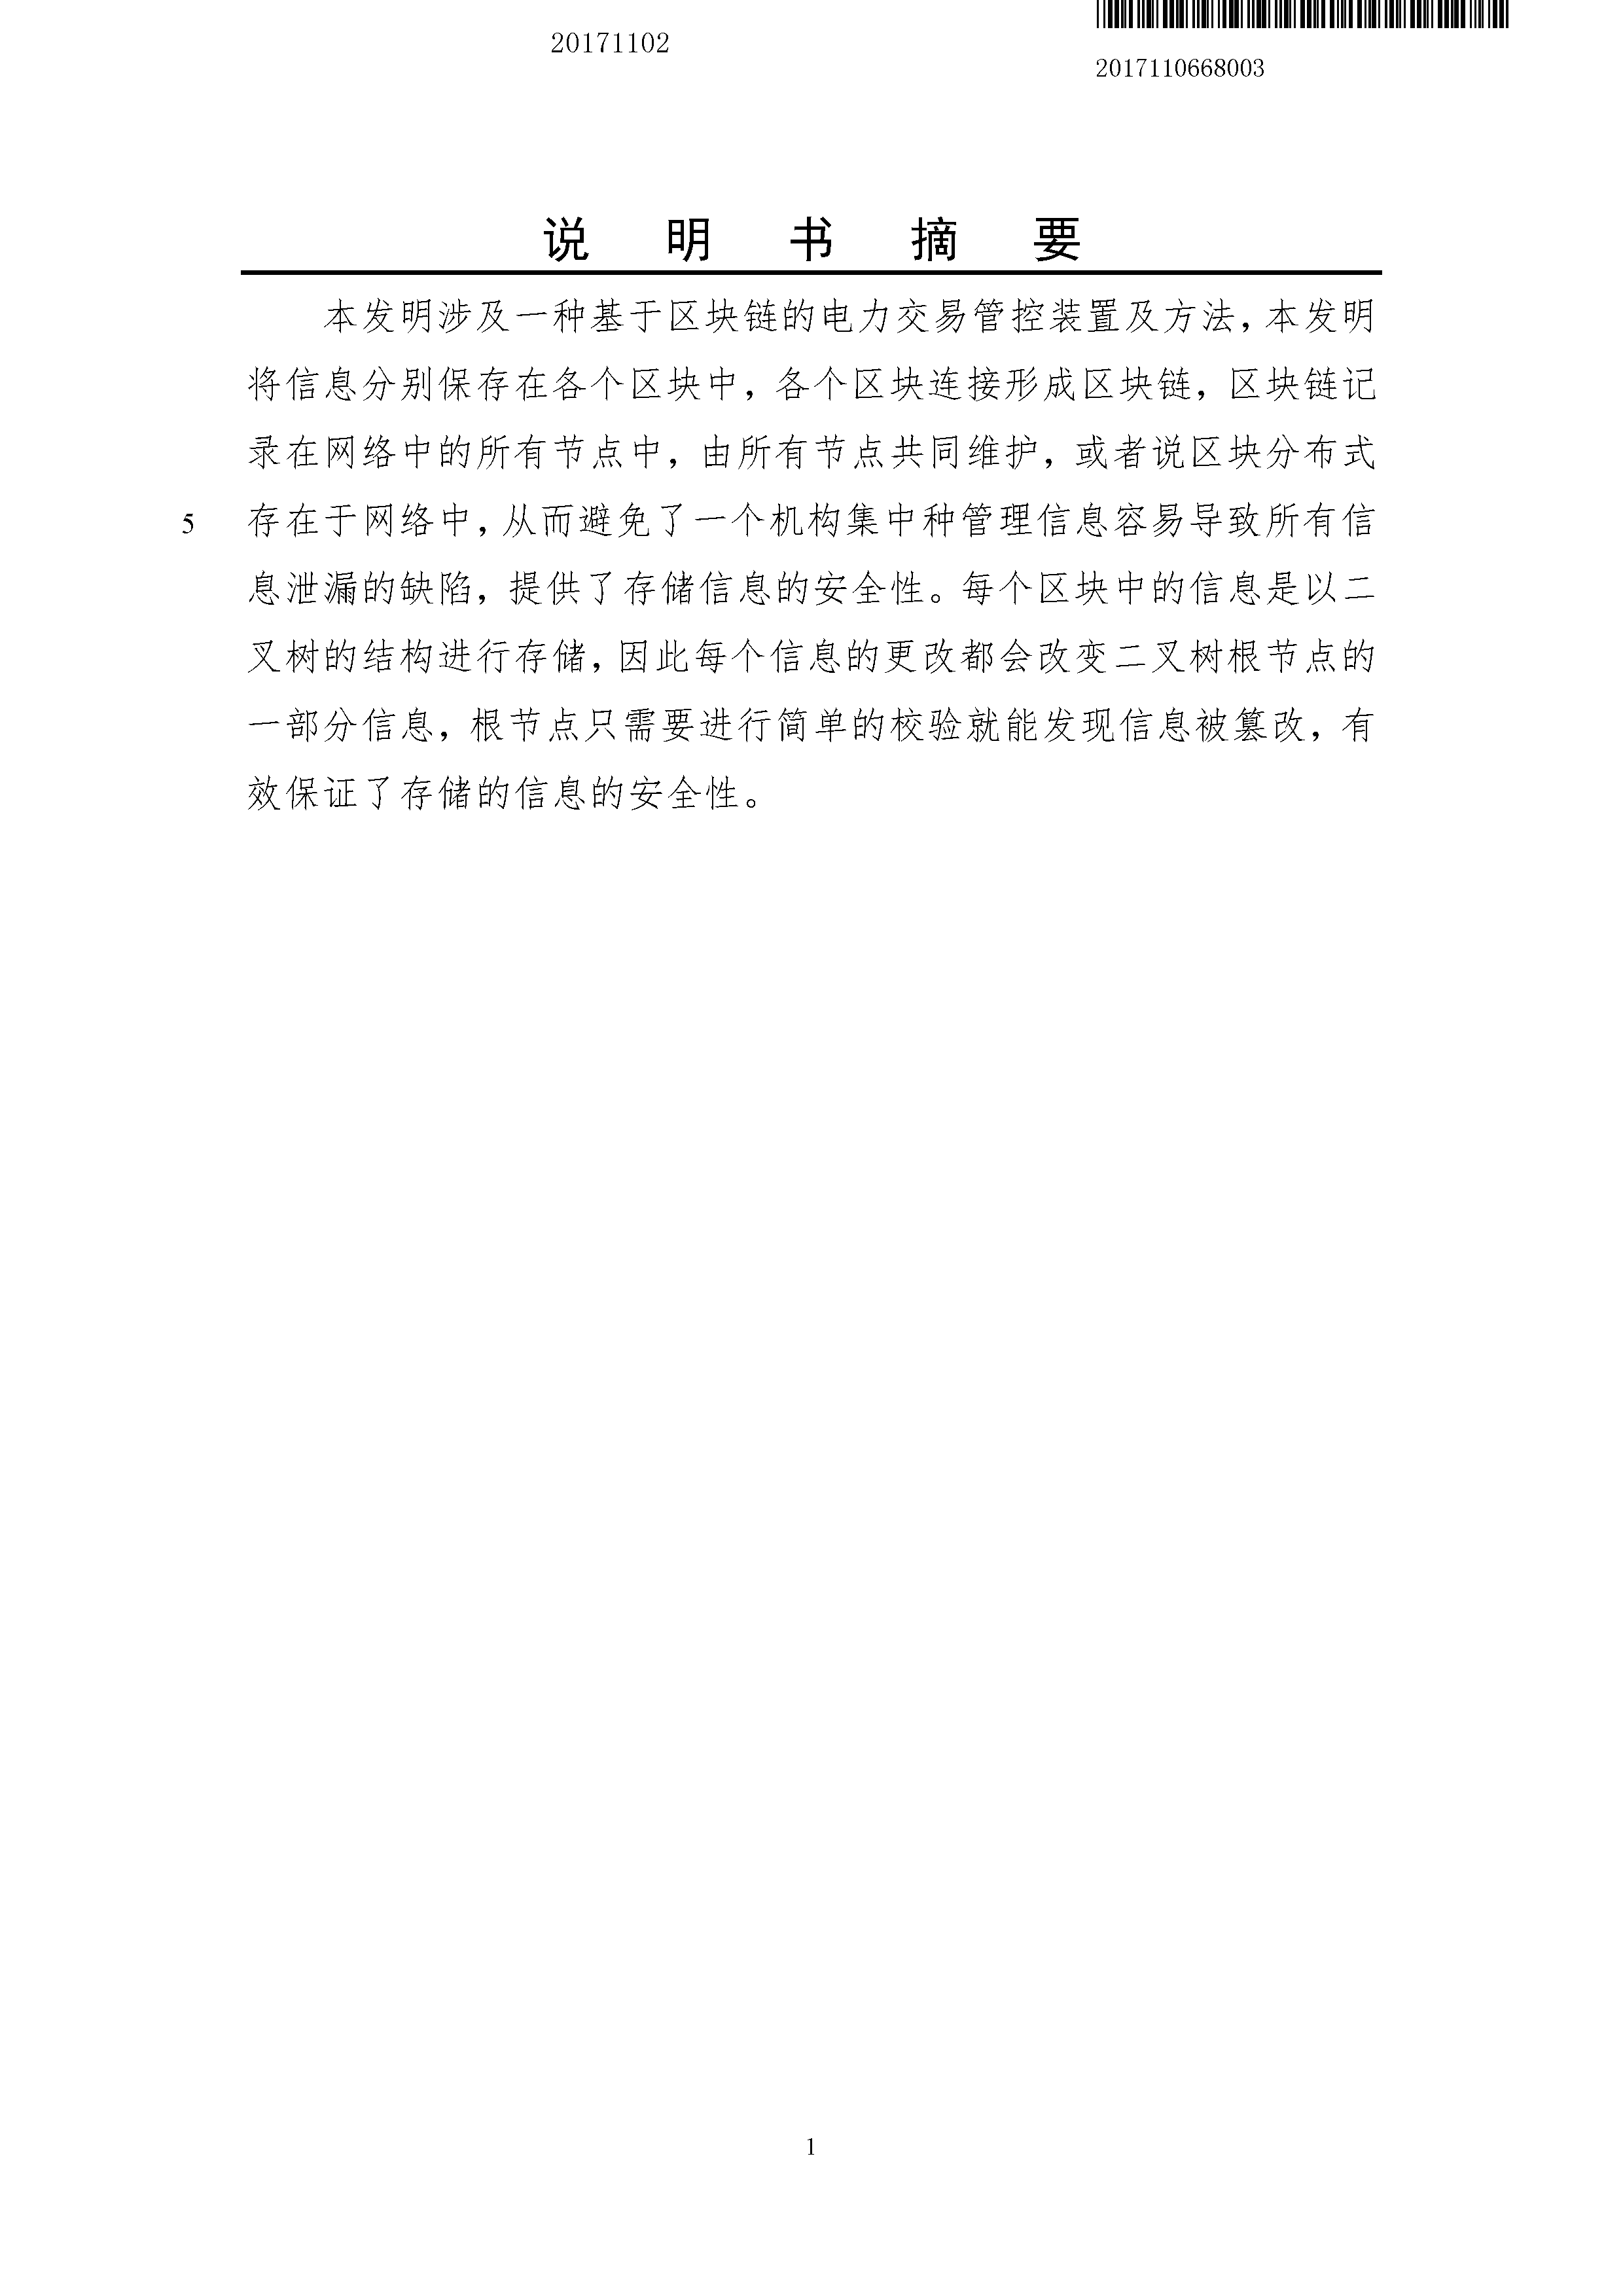 20171102
2017110668003
说 明 书 摘 要
本发明涉及一种基于区块链的电力交易管控装置及方法，本发明
将信息分别保存在各个区块中，各个区块连接形成区块链，区块链记
录在网络中的所有节点中，由所有节点共同维护，或者说区块分布式
5 存在于网络中，从而避免了一个机构集中种管理信息容易导致所有信
息泄漏的缺陷，提供了存储信息的安全性。每个区块中的信息是以二
叉树的结构进行存储，因此每个信息的更改都会改变二叉树根节点的
一部分信息，根节点只需要进行简单的校验就能发现信息被篡改，有
效保证了存储的信息的安全性。
1